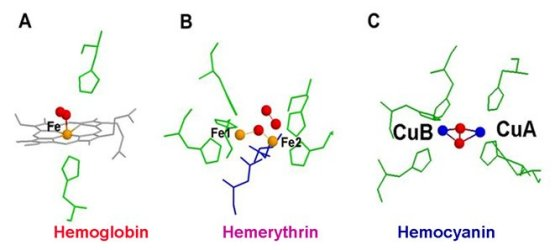 A
B
C
Fe
Fe1
Fe2
CuB
CuA
Hemoglobin
Hemerythrin
Hemocyanin